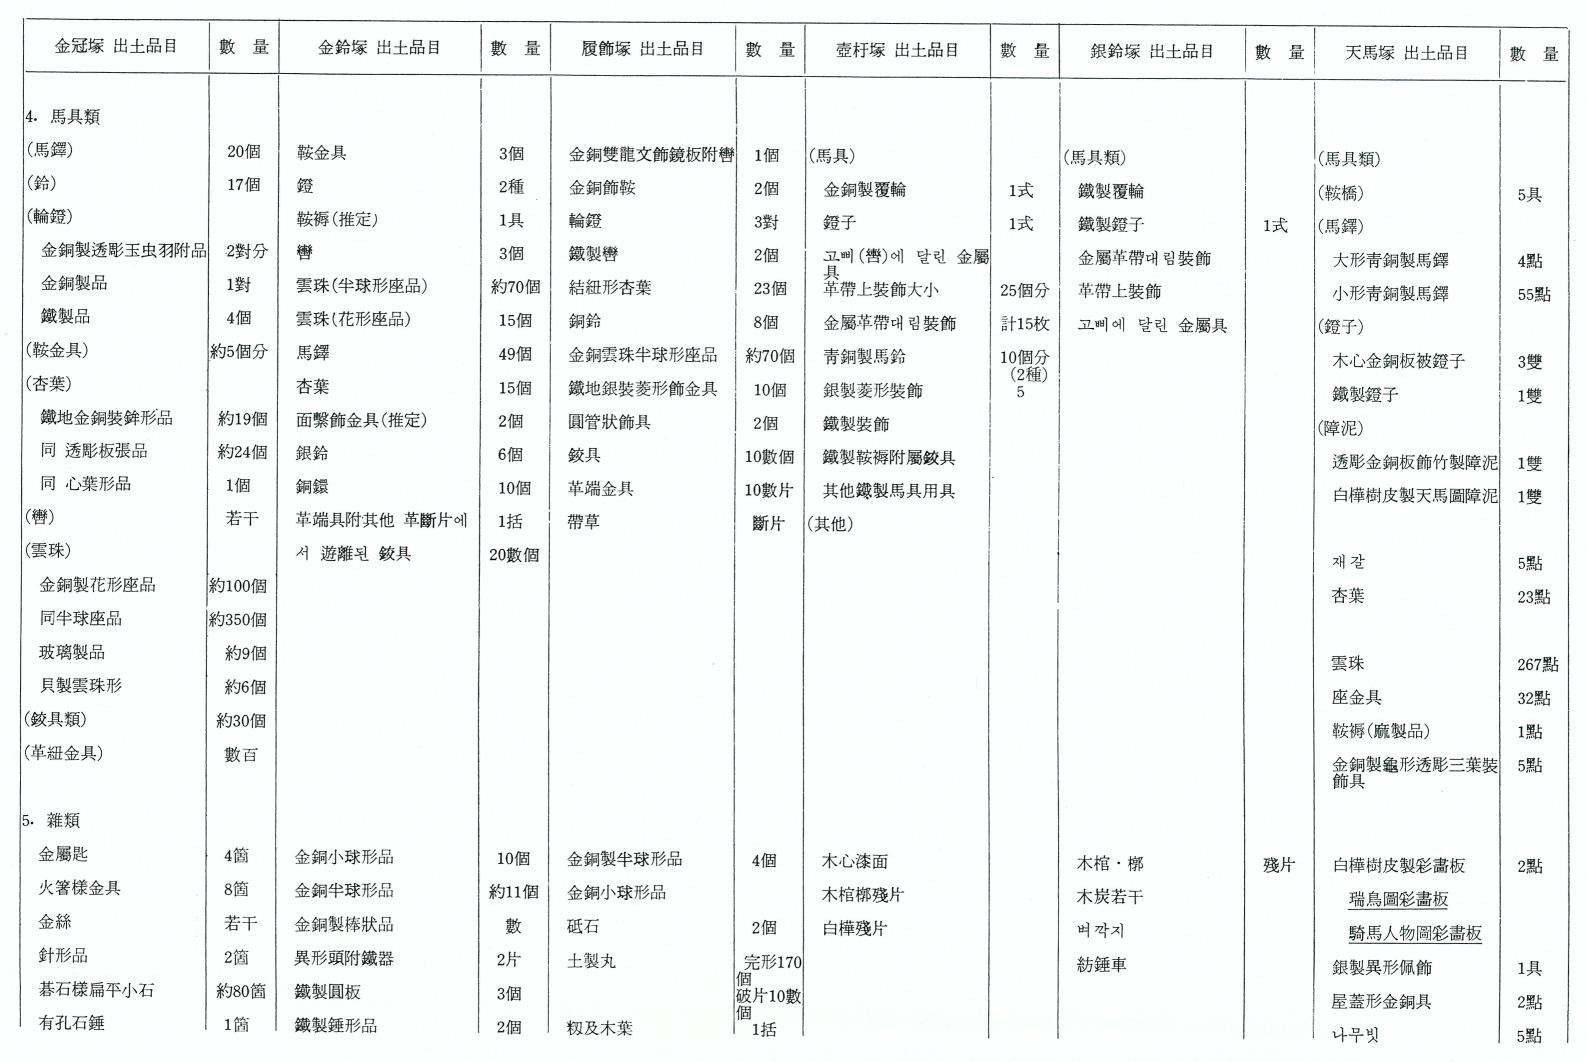 金冠塚 出土品目 數 量 金鈴塚 出土品目 數 量 履飾塚 出土品目 數 量 壺杅塚 出土品目 數 量 銀鈴塚 出土品目 數 量 天馬塚 出土品目 數 量
4. 馬具類
(馬鐸) 20個 鞍金具 3個 金銅雙龍文飾鏡板附轡 1個 (馬具) (馬具類) (馬具類)
(鈴) 17個 鐙 2種 金銅飾鞍 2個 金銅製覆輪 1式 鐵製覆輪 (鞍橋) 5具
(輪鐙) 鞍褥(推定) 1具 輪鐙 3對 鐙子 1式 鐵製鐙子 1式 (馬鐸)
金銅製透彫玉虫羽附品 2對分 轡 3個 鐵製轡 2個 고삐(轡)에 달린 金屬具 金屬革帶대림裝飾 大形靑銅製馬鐸 4點
金銅製品 1對 雲珠(半球形座品) 約70個 結紐形杏葉 23個 革帶上裝飾大小 25個分 革帶上裝飾 小形靑銅製馬鐸 55點
鐵製品 4個 雲珠(花形座品) 15個 銅鈴 8個 金屬革帶대림裝飾 計15枚 고삐에 달린 金屬具 (鐙子)
(鞍金具) 約5個分 馬鐸 49個 金銅雲珠半球形座品 約70個 靑銅製馬鈴 10個分 (2種) 木心金銅板被鐙子 3雙
(杏葉) 杏葉 15個 鐵地銀裝菱形飾金具 10個 銀製菱形裝飾 5 鐵製鐙子 1雙
鐵地金銅裝鉾形品 約19個 面繫飾金具(推定) 2個 圓管狀飾具 2個 鐵製裝飾 (障泥)
同 透彫板張品 約24個 銀鈴 6個 鉸具 10數個 鐵製鞍褥附屬鉸具 透彫金銅板飾竹製障泥 1雙
同 心葉形品 1個 銅鐶 10個 革端金具 10數片 其他鐵製馬具用具 白樺樹皮製天馬圖障泥 1雙
(轡) 若干 革端具附其他 革斷片에 1括 帶草 斷片 (其他)
(雲珠) 서 遊離된 鉸具 20數個 재갈 5點
金銅製花形座品 約100個 杏葉 23點
同半球座品 約350個
玻璃製品 約9個 雲珠 267點
貝製雲珠形 約6個 座金具 32點
(鉸具類) 約30個 鞍褥(麻製品) 1點
(革紐金具) 數百 金銅製龜形透彫三葉裝飾具 5點
5. 雜類
金屬匙 4箇 金銅小球形品 10個 金銅製半球形品 4個 木心漆面 木棺·槨 殘片 白樺樹皮製彩畵板 2點
火箸樣金具 8箇 金銅半球形品 約11個 金銅小球形品 木棺槨殘片 木炭若干 瑞鳥圖彩畵板
金絲 若干 金銅製棒狀品 數 砥石 2個 白樺殘片 벼깍지 騎馬人物圖彩畵板
針形品 2箇 異形頭附鐵器 2片 土製丸 完形170個 紡錘車 銀製異形佩飾 1具
碁石樣扁平小石 約80箇 鐵製圓板 3個 破片10數個 屋蓋形金銅具 2點
有孔石錘 1箇 鐵製錘形品 2個 籾及木葉 1括 나무빗 5點